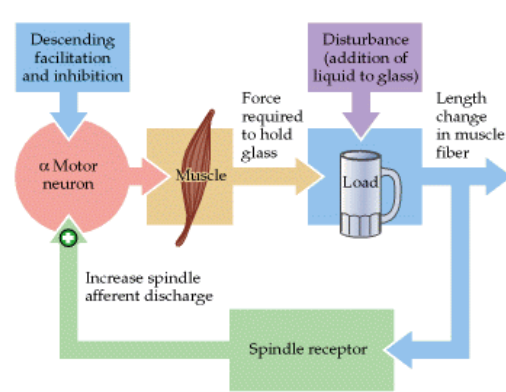 Descending
facilitation
and inhibition
Disturbance
(addition of
liquid to glass)
Force
required
to hold
glass
Length
change
in muscle
fiber
α Motor
neuron
Muscle
Load
+
Increase spindle
afferent discharge
Spindle receptor